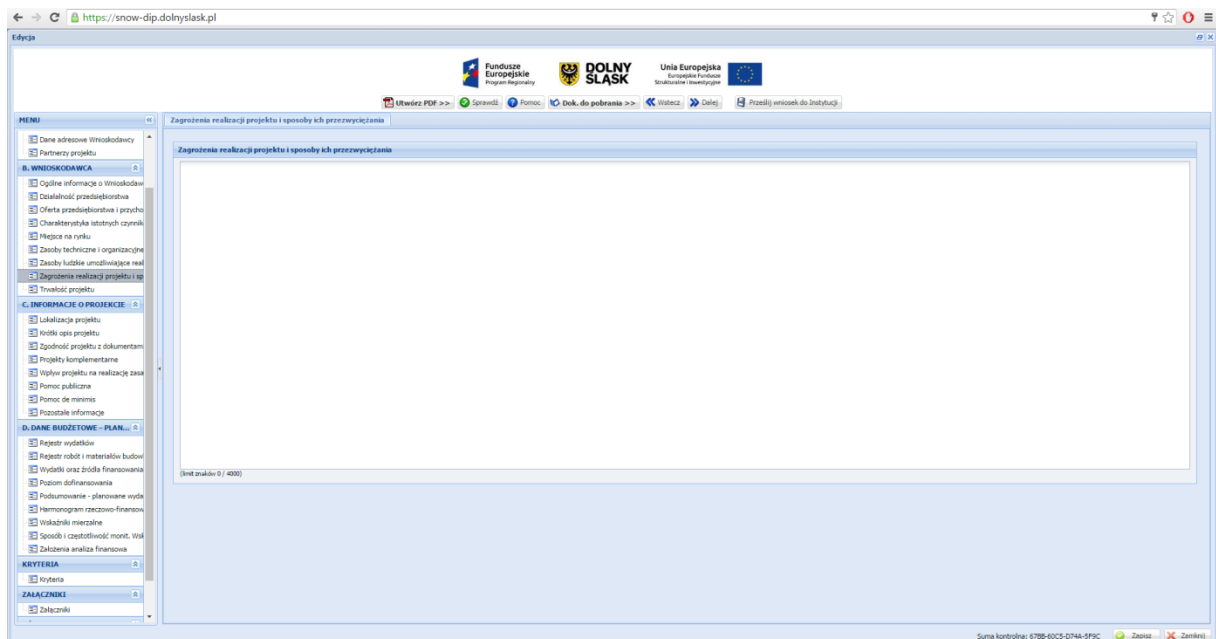 https://snow-dip.dolnyslask.pl
Edycja
Fundusze
Europejskie
Program Regionalny
DOLNY
ŚLĄSK
Unia Europejska
Europejskie Fundusze
Strukturalne i Inwestycyjne
Utwórz PDF >> Sprawdź Pomoc Dok. do pobrania >> Wstecz Dalej Prześlij wniosek do Instytucji
MENU
Dane adresowe Wnioskodawcy
Partnerzy projektu
B. WNIOSKODAWCA
Ogólne informacje o Wnioskodaw
Działalność przedsiębiorstwa
Oferta przedsiębiorstwa i przycho
Charakterystyka istotnych czynnik
Miejsce na rynku
Zasoby techniczne i organizacyjne
Zasoby ludzkie umożliwiające real
Zagrożenia realizacji projektu i sp
Trwałość projektu
C. INFORMACJE O PROJEKCIE
Lokalizacja projektu
Krótki opis projektu
Zgodność projektu z dokumentam
Projekty komplementarne
Wpływ projektu na realizację zasa
Pomoc publiczna
Pomoc de minimis
Pozostałe informacje
D. DANE BUDŻETOWE - PLAN...
Rejestr wydatków
Rejestr robót i materiałów budow
Wydatki oraz źródła finansowania
Poziom dofinansowania
Podsumowanie - planowane wyda
Harmonogram rzeczowo-finansow
Wskaźniki mierzalne
Sposób i częstotliwość monit. Wsk
Założenia analiza finansowa
KRYTERIA
Kryteria
ZAŁĄCZNIKI
Załączniki
Zagrożenia realizacji projektu i sposoby ich przezwyciężania
Zagrożenia realizacji projektu i sposoby ich przezwyciężania
(limit znaków 0 / 4000)
Suma kontrolna: 67BB-60C5-D74A-5F9C Zapisz Zamknij